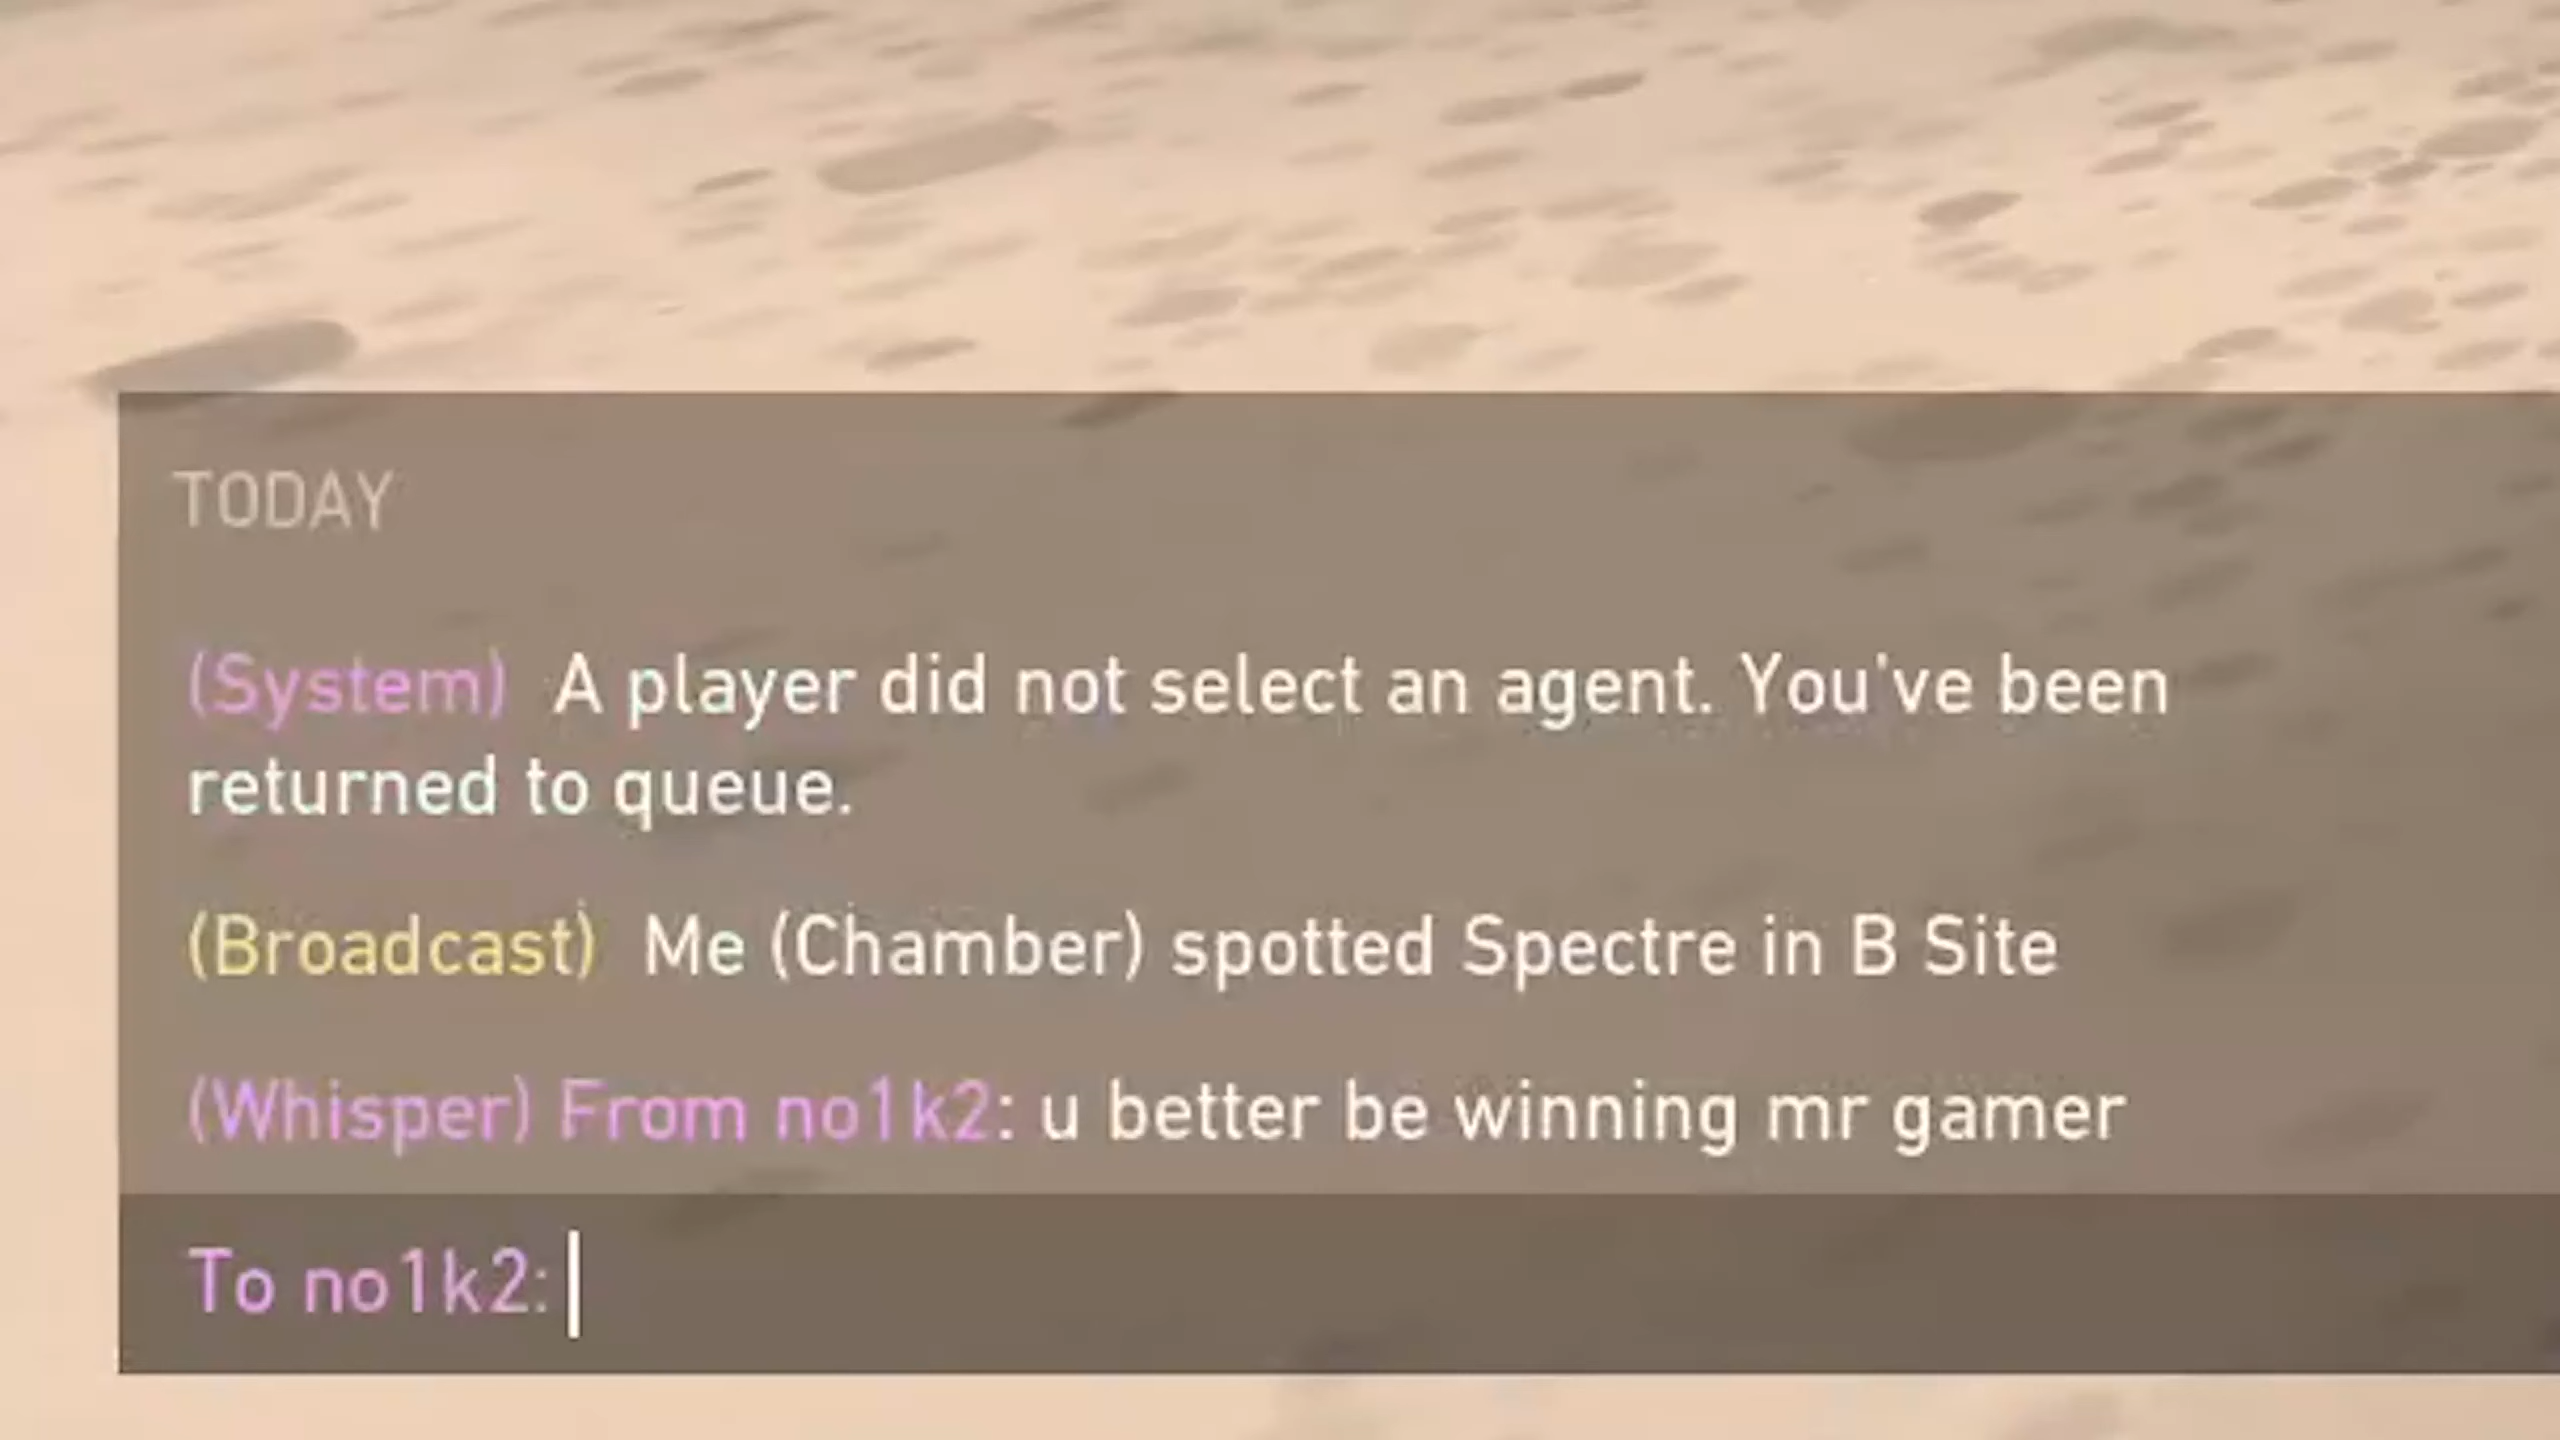 TODAY
(System) A player did not select an agent. You've been
returned to queue.
(Broadcast) Me (Chamber) spotted Spectre in B Site
(Whisper) From no1k2: u better be winning mr gamer
To no1k2: